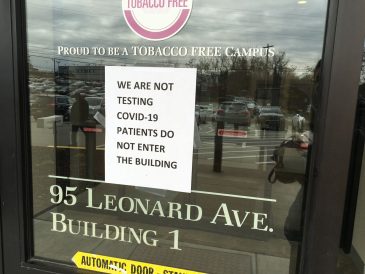 TOBACCO FREE
PROUD TO BE A TOBACCO FREE CAMPUS
WE ARE NOT
TESTING
COVID-19
PATIENTS DO
NOT ENTER
THE BUILDING
95 LEONARD AVE.
BUILDING 1
AUTOMATIC DOOR